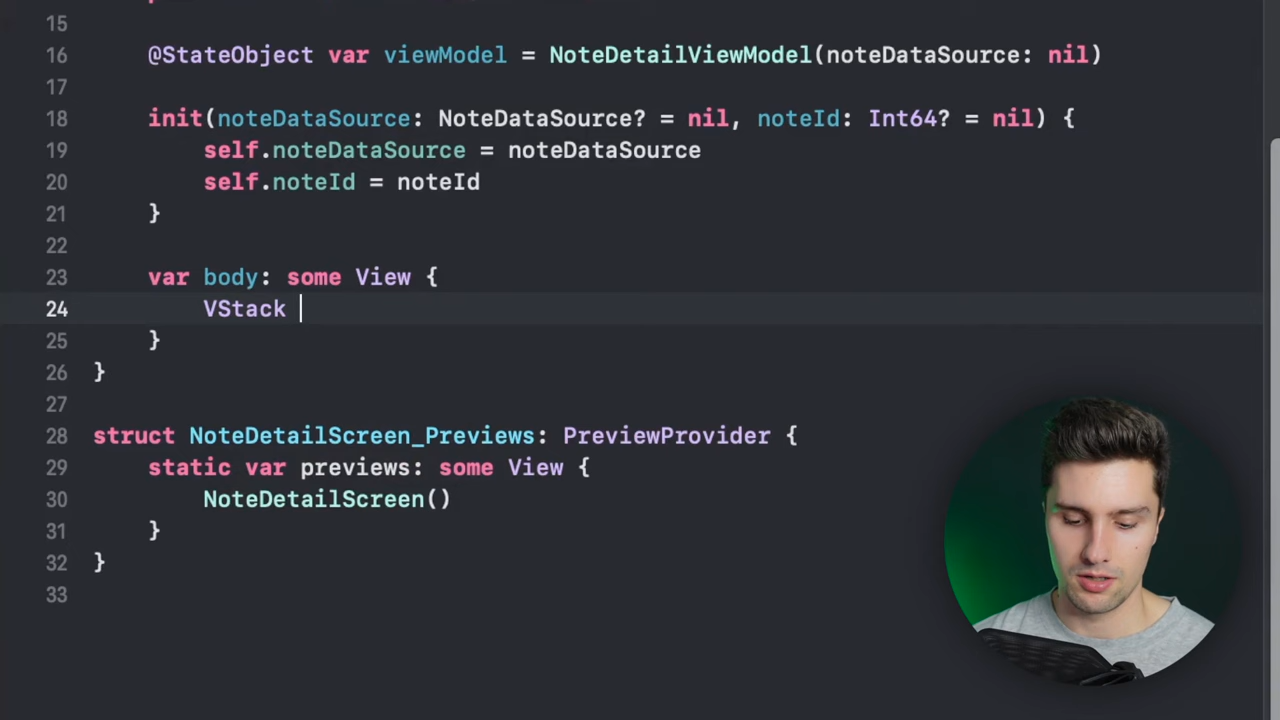 15
16 @StateObject var viewModel = NoteDetailViewModel(noteDataSource: nil)
17
18 init(noteDataSource: NoteDataSource? = nil, noteId: Int64? = nil) {
19 self.noteDataSource = noteDataSource
20 self.noteId = noteId
21 }
22
23 var body: some View {
24 VStack
25 }
26 }
27
28 struct NoteDetailScreen_Previews: PreviewProvider {
29 static var previews: some View {
30 NoteDetailScreen()
31 }
32 }
33